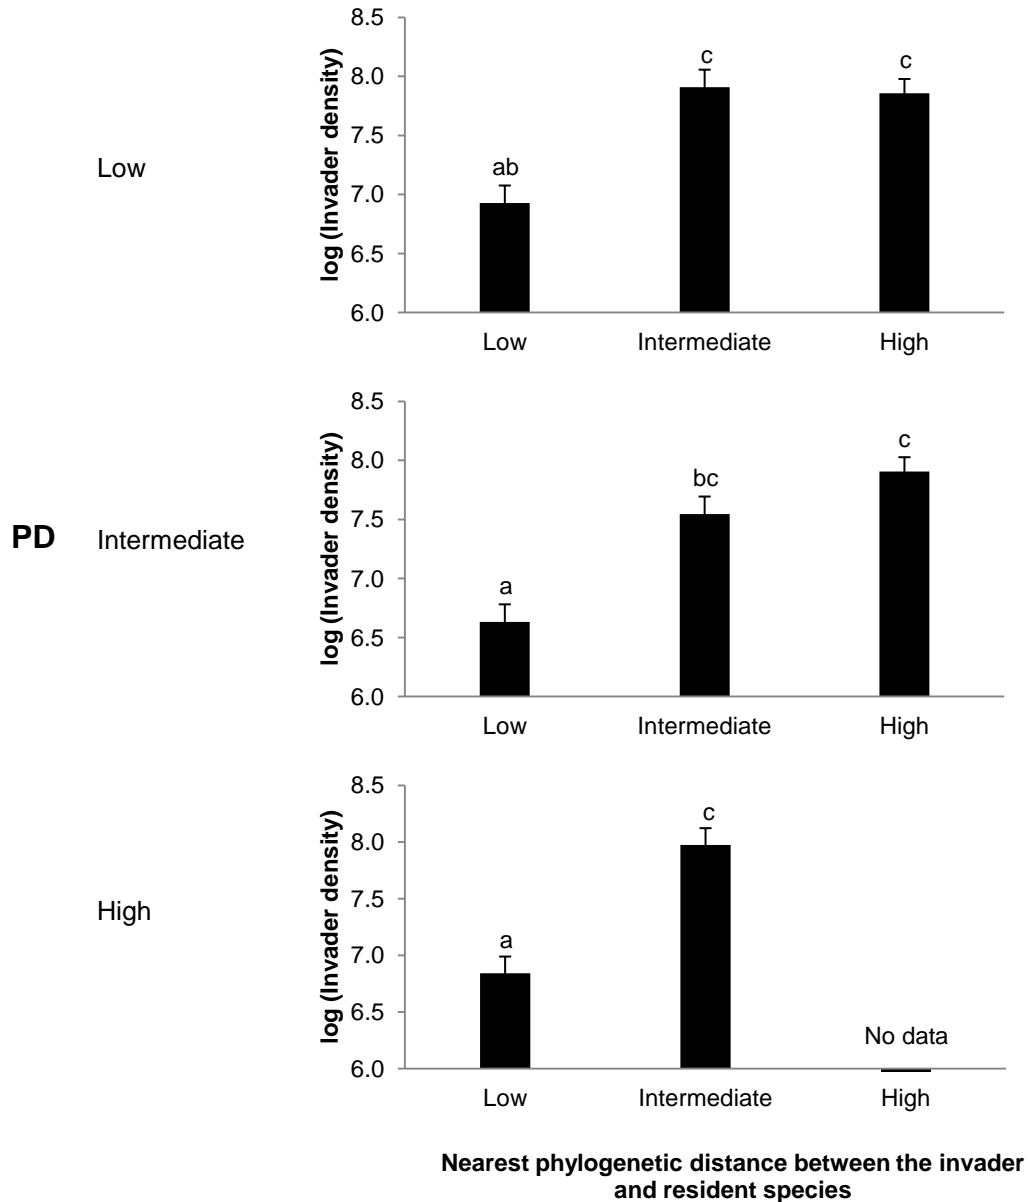 Low
log (Invader density)
8.5
8.0
7.5
7.0
6.5
6.0
ab
c
c
Low Intermediate High
PD
Intermediate
log (Invader density)
8.5
8.0
7.5
7.0
6.5
6.0
a
bc
c
Low Intermediate High
High
log (Invader density)
8.5
8.0
7.5
7.0
6.5
6.0
a
c
No data
Low Intermediate High
Nearest phylogenetic distance between the invader
and resident species